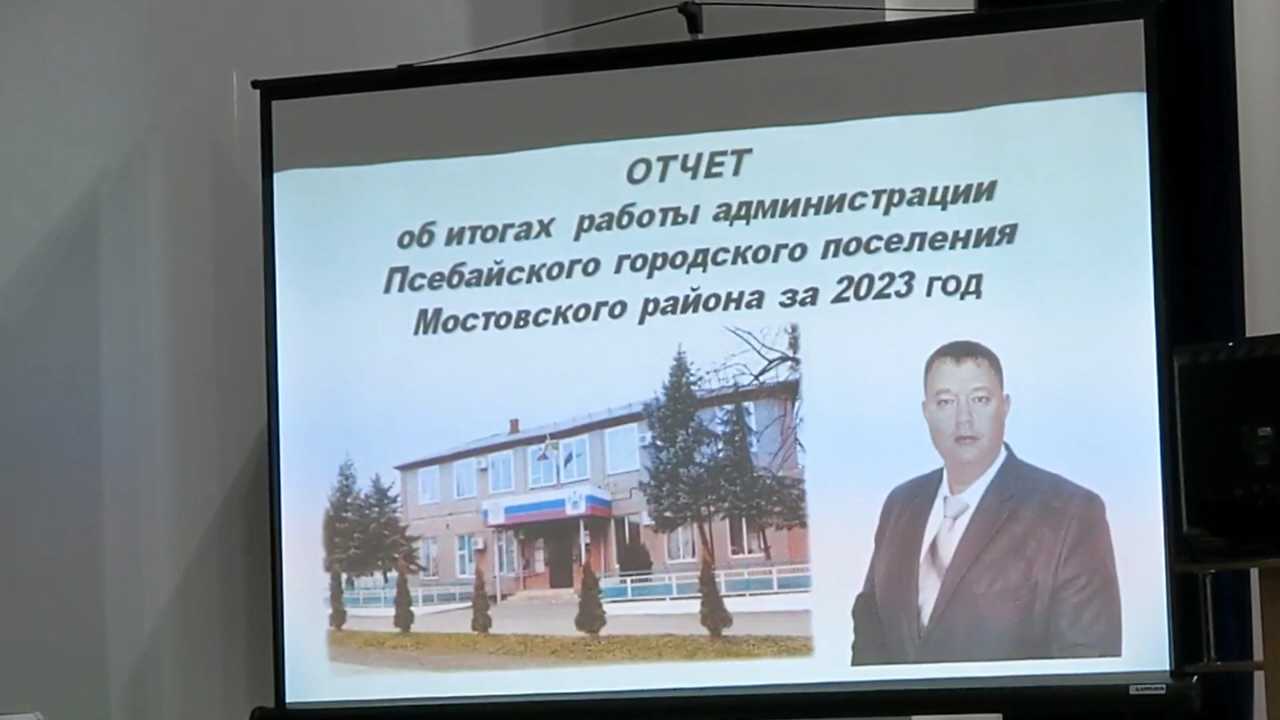 ОТЧЕТ
об итогах работы администрации
Псебайского городского поселения
Мостовского района за 2023 год